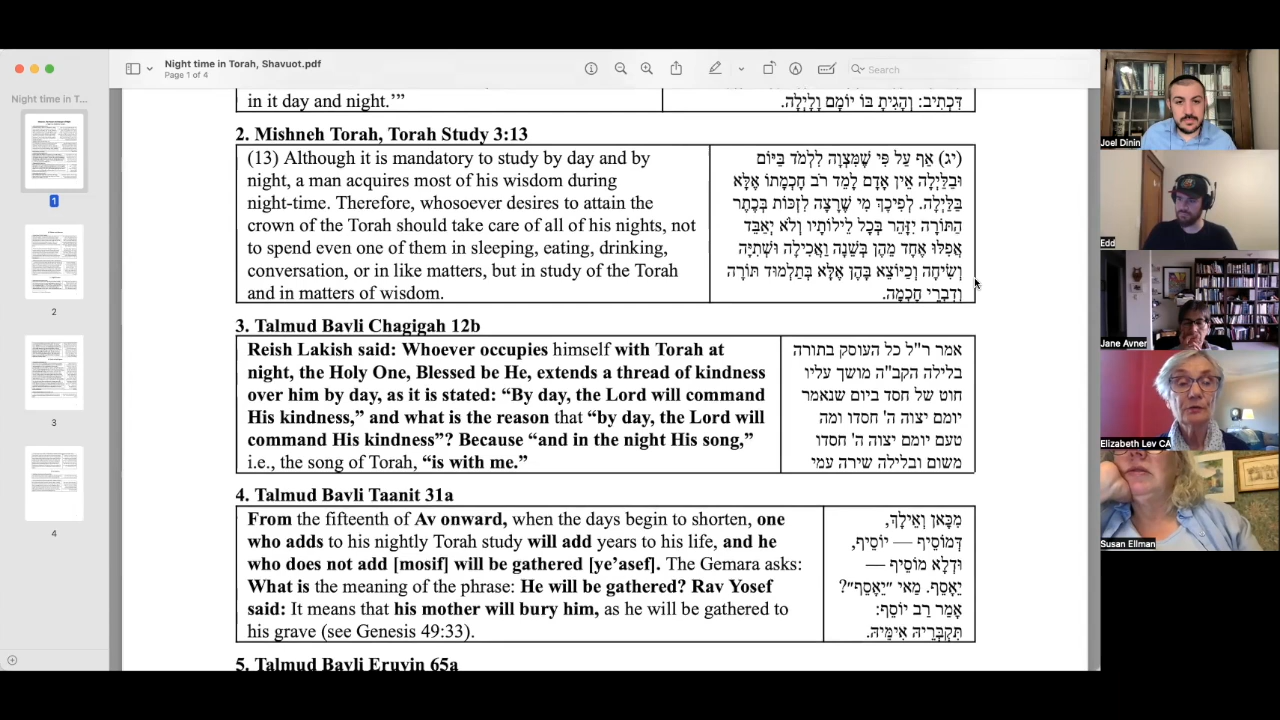 Night time in Torah, Shavuot.pdf
Page 1 of 4
Search
Night time in T...
1
2
3
4
in it day and night.'”
דִּכְתִיב: וְהָגִיתָ בּוֹ יוֹמָם וָלַיְלָה.
2. Mishneh Torah, Torah Study 3:13
(13) Although it is mandatory to study by day and by
night, a man acquires most of his wisdom during
night-time. Therefore, whosoever desires to attain the
crown of the Torah should take care of all of his nights, not
to spend even one of them in sleeping, eating, drinking,
conversation, or in like matters, but in study of the Torah
and in matters of wisdom.
(יג) אַף עַל פִּי שֶׁמִּצְוָה לִלְמֹד בַּיּוֹם
וּבַלַּיְלָה אֵין אָדָם לָמֵד רֹב חָכְמָתוֹ אֶלָּא
בַּלַּיְלָה. לְפִיכָךְ מִי שֶׁרָצָה לִזְכּוֹת בְּכֶתֶר
הַתּוֹרָה יִזָּהֵר בְּכָל לֵילוֹתָיו וְלֹא יְאַבֵּד
אֲפִלּוּ אֶחָד מֵהֶן בְּשֵׁנָה וַאֲכִילָה וּשְׁתִיָּה
וְשִׂיחָה וְכַיּוֹצֵא בָּהֶן אֶלָּא בְּתַלְמוּד תּוֹרָה
וְדִבְרֵי חָכְמָה.
3. Talmud Bavli Chagigah 12b
Reish Lakish said: Whoever occupies himself with Torah at
night, the Holy One, Blessed be He, extends a thread of kindness
over him by day, as it is stated: “By day, the Lord will command
His kindness,” and what is the reason that “by day, the Lord will
command His kindness”? Because “and in the night His song,”
i.e., the song of Torah, “is with me.”
אמר ר״ל כל העוסק בתורה
בלילה הקב״ה מושך עליו
חוט של חסד ביום שנאמר
יומם יצוה ה' חסדו ומה
טעם יומם יצוה ה' חסדו
משום ובלילה שירה עמי
4. Talmud Bavli Taanit 31a
From the fifteenth of Av onward, when the days begin to shorten, one
who adds to his nightly Torah study will add years to his life, and he
who does not add [mosif] will be gathered [ye’asef]. The Gemara asks:
What is the meaning of the phrase: He will be gathered? Rav Yosef
said: It means that his mother will bury him, as he will be gathered to
his grave (see Genesis 49:33).
מִכָּאן וְאֵילָךְ,
דְּמוֹסֵיף — יוֹסֵיף,
וּדְלָא מוֹסֵיף —
יֵאָסֵף. מַאי ״יֵאָסֵף״?
אָמַר רַב יוֹסֵף:
תִּקְבְּרֵיהּ אִימֵּיהּ.
5. Talmud Bavli Eruvin 65a
Joel Dinin
Edd
Jane Avner
Elizabeth Lev CA
Susan Ellman